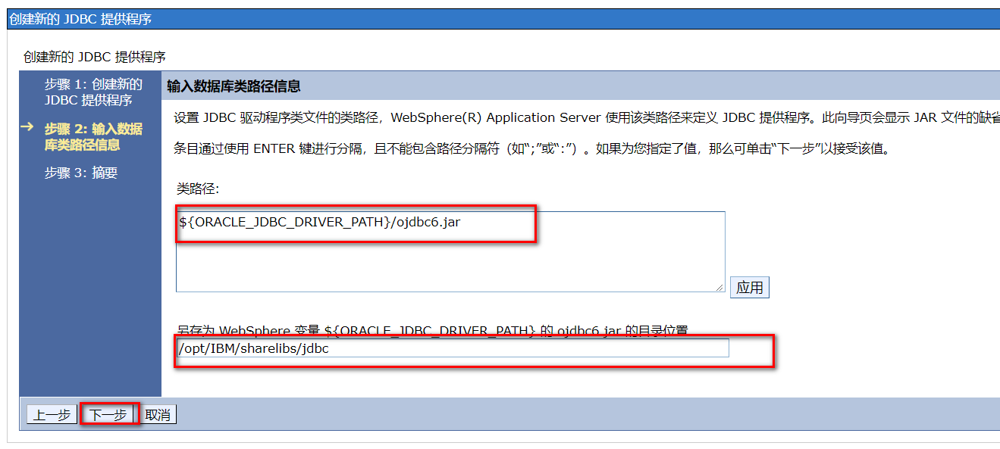 创建新的 JDBC 提供程序
创建新的 JDBC 提供程序
步骤 1: 创建新的
JDBC 提供程序
步骤 2: 输入数据
库类路径信息
步骤 3: 摘要
输入数据库类路径信息
设置 JDBC 驱动程序类文件的类路径，WebSphere(R) Application Server 使用该类路径来定义 JDBC 提供程序。此向导页会显示 JAR 文件的缺省
条目通过使用 ENTER 键进行分隔，且不能包含路径分隔符（如“;”或“:”）。如果为您指定了值，那么可单击“下一步”以接受该值。
类路径:
${ORACLE_JDBC_DRIVER_PATH}/ojdbc6.jar
应用
另存为 WebSphere 变量 ${ORACLE_JDBC_DRIVER_PATH} 的 ojdbc6.jar 的目录位置
/opt/IBM/sharelibs/jdbc
上一步 下一步 取消